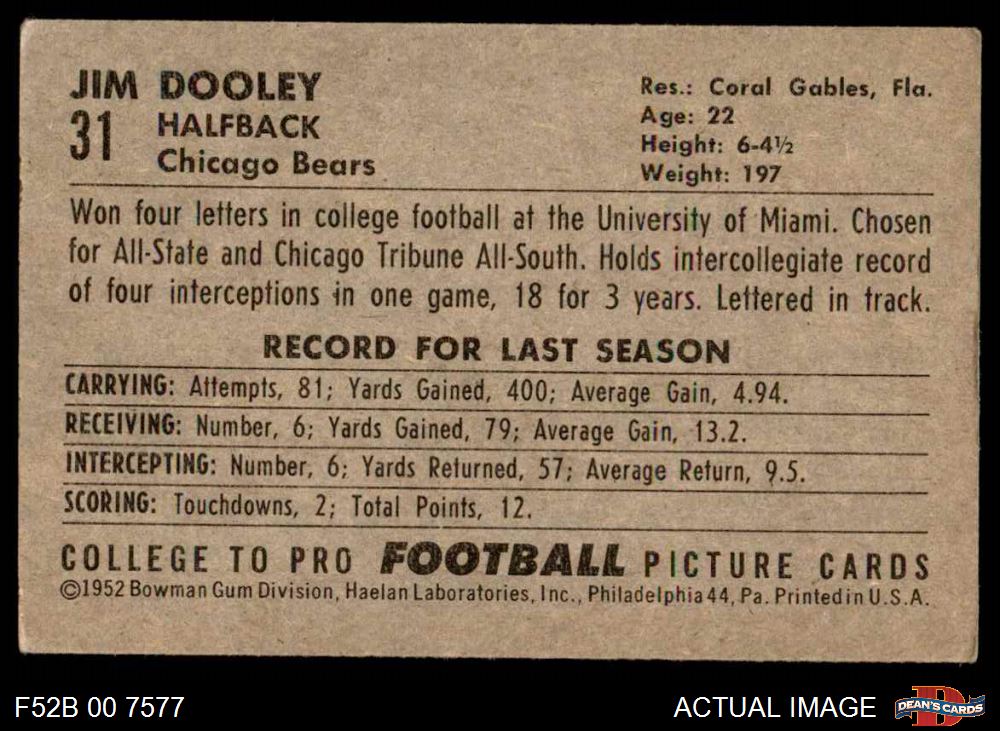 JIM DOOLEY
31 HALFBACK
Chicago Bears
Res.: Coral Gables, Fla.
Age: 22
Height: 6-4½
Weight: 197
Won four letters in college football at the University of Miami. Chosen
for All-State and Chicago Tribune All-South. Holds intercollegiate record
of four interceptions in one game, 18 for 3 years. Lettered in track.
RECORD FOR LAST SEASON
CARRYING: Attempts, 81; Yards Gained, 400; Average Gain, 4.94.
RECEIVING: Number, 6; Yards Gained, 79; Average Gain, 13.2.
INTERCEPTING: Number, 6; Yards Returned, 57; Average Return, 9.5.
SCORING: Touchdowns, 2; Total Points, 12.
COLLEGE TO PRO FOOTBALL PICTURE CARDS
©1952 Bowman Gum Division, Haelan Laboratories, Inc., Philadelphia 44, Pa. Printed in U.S.A.
F52B 00 7577
ACTUAL IMAGE
DEAN'S CARDS